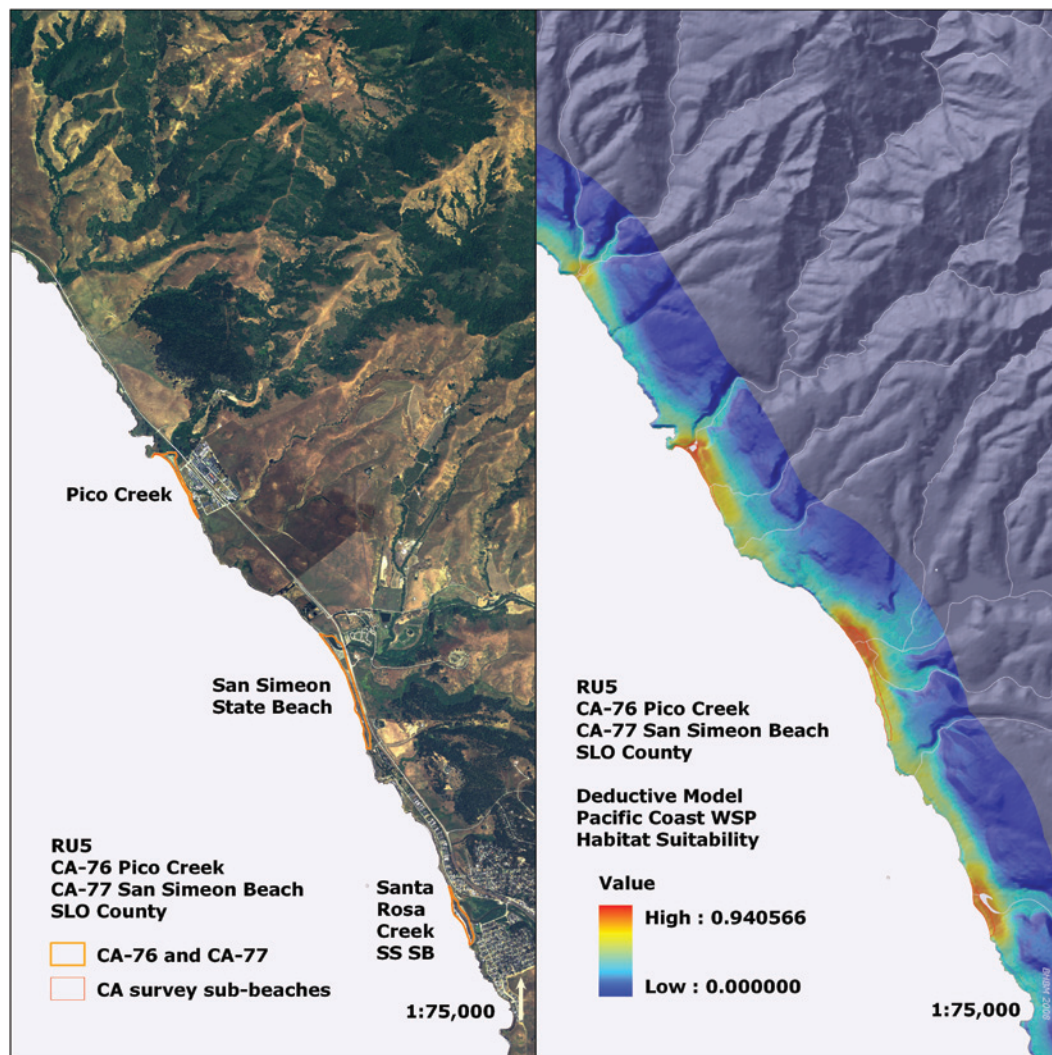 Pico Creek
San Simeon
State Beach
RU5
CA-76 Pico Creek
CA-77 San Simeon Beach
SLO County
CA-76 and CA-77
CA survey sub-beaches
Santa
Rosa
Creek
SS SB
1:75,000
RU5
CA-76 Pico Creek
CA-77 San Simeon Beach
SLO County
Deductive Model
Pacific Coast WSP
Habitat Suitability
Value
High : 0.940566
Low : 0.000000
1:75,000